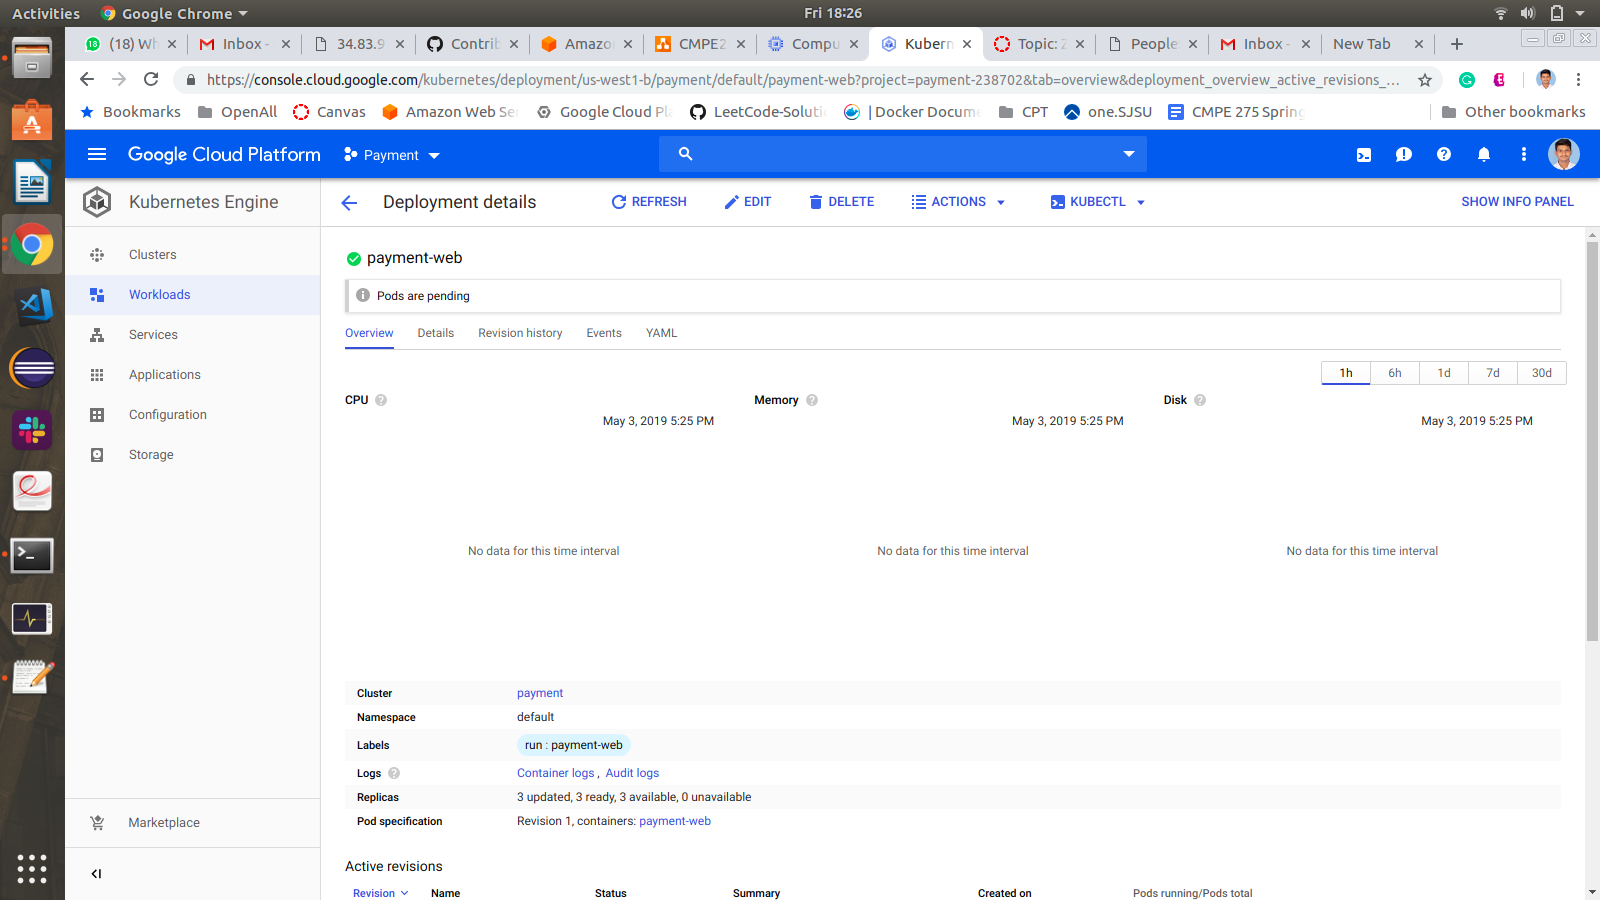 Activities Google Chrome Fri 18:26
(18) Wh Inbox - 34.83.9 Contrib Amazo CMPE2 Compu Kubern Topic: Z People Inbox - New Tab
https://console.cloud.google.com/kubernetes/deployment/us-west1-b/payment/default/payment-web?project=payment-238702&tab=overview&deployment_overview_active_revisions_...
Bookmarks OpenAll Canvas Amazon Web Se Google Cloud Pla LeetCode-Soluti | Docker Docume CPT one.SJSU CMPE 275 Spring Other bookmarks
Google Cloud Platform Payment
Kubernetes Engine
Deployment details REFRESH EDIT DELETE ACTIONS KUBECTL SHOW INFO PANEL
Clusters
Workloads
Services
Applications
Configuration
Storage
Marketplace
payment-web
Pods are pending
Overview Details Revision history Events YAML
1h 6h 1d 7d 30d
CPU Memory Disk
May 3, 2019 5:25 PM May 3, 2019 5:25 PM May 3, 2019 5:25 PM
No data for this time interval No data for this time interval No data for this time interval
Cluster payment
Namespace default
Labels run : payment-web
Logs Container logs , Audit logs
Replicas 3 updated, 3 ready, 3 available, 0 unavailable
Pod specification Revision 1, containers: payment-web
Active revisions
Revision Name Status Summary Created on Pods running/Pods total